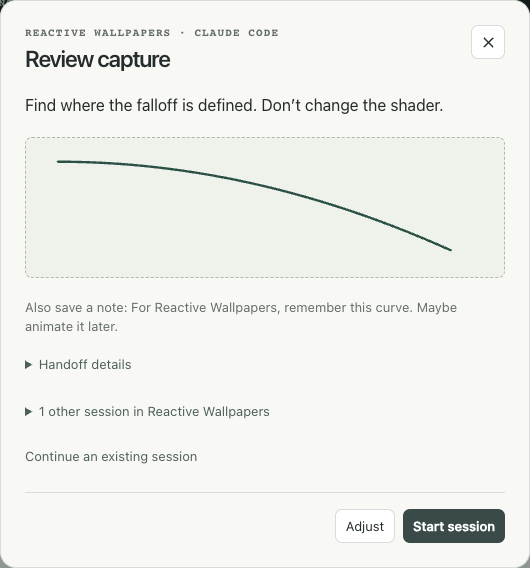 REACTIVE WALLPAPERS · CLAUDE CODE
Review capture
Find where the falloff is defined. Don’t change the shader.
Also save a note: For Reactive Wallpapers, remember this curve. Maybe
animate it later.
Handoff details
1 other session in Reactive Wallpapers
Continue an existing session
Adjust
Start session